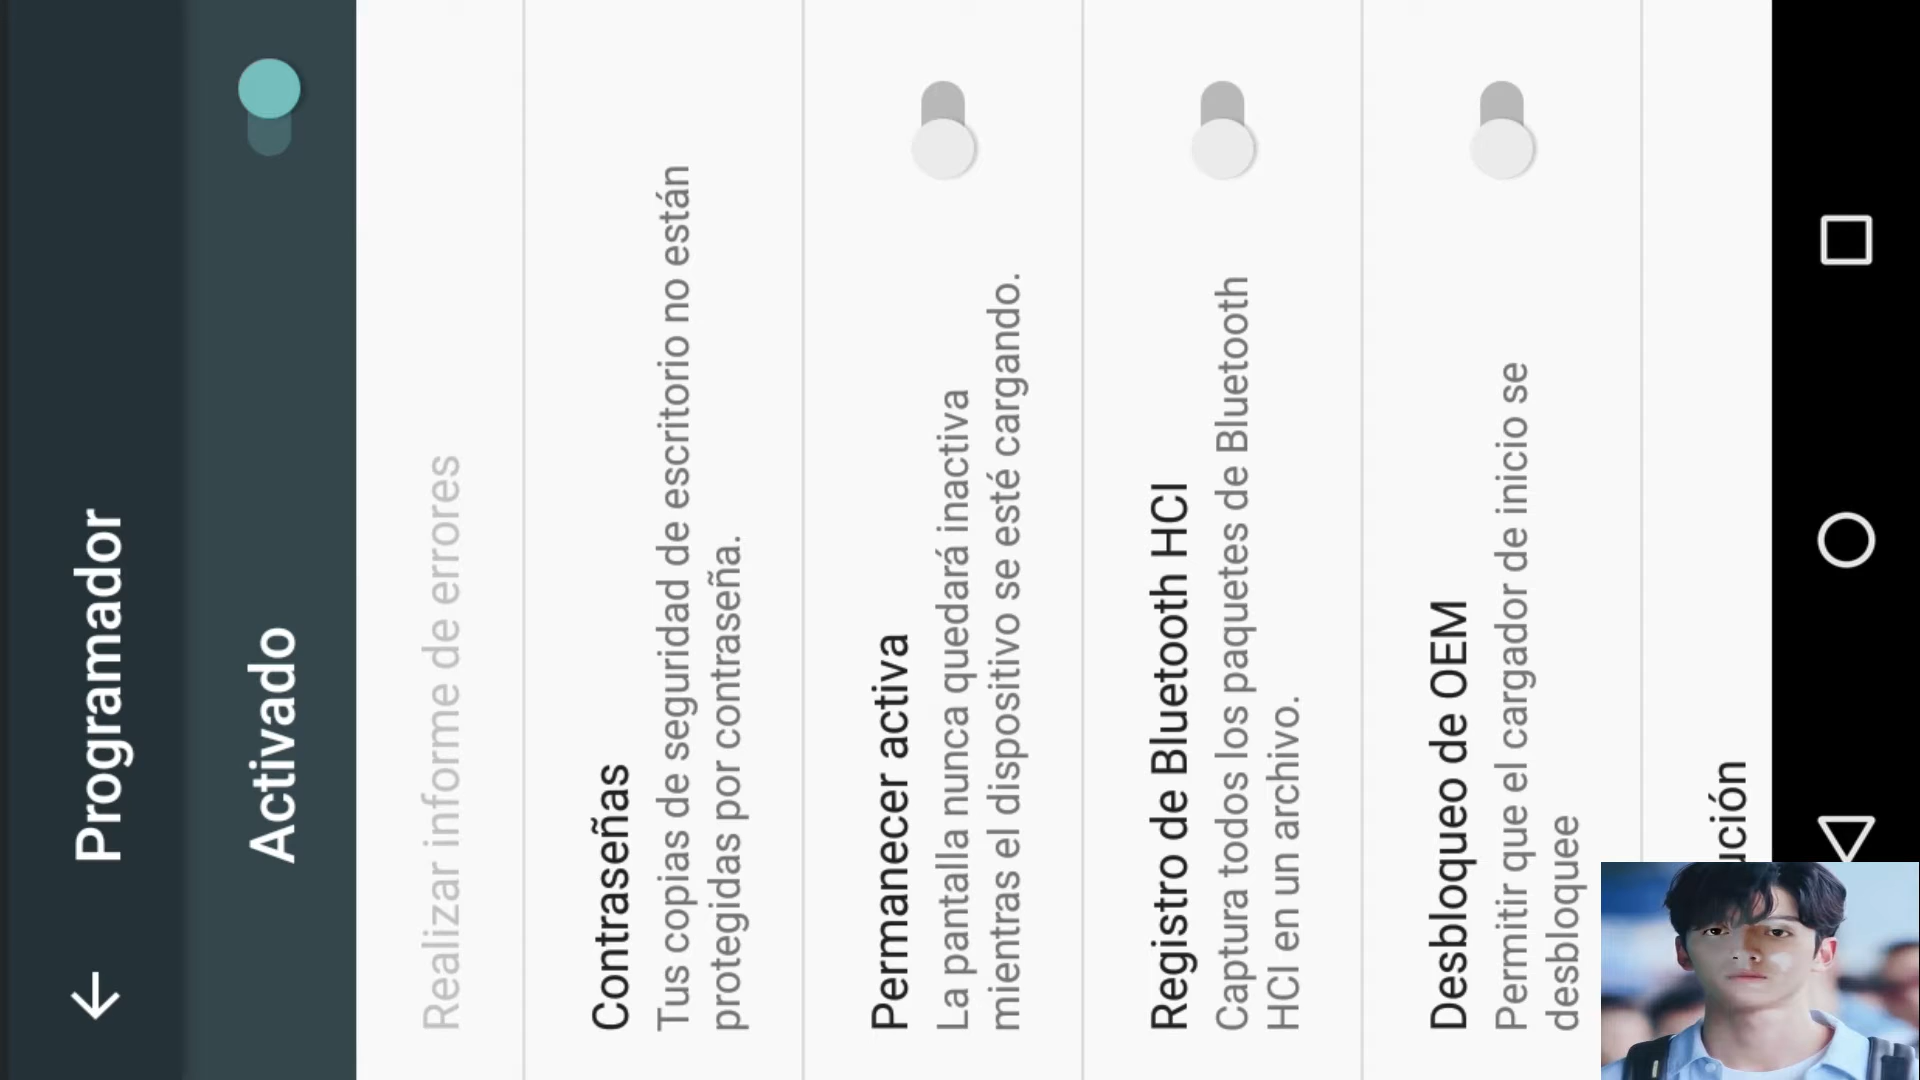 Programador
Activado
Realizar informe de errores
Contraseñas
Tus copias de seguridad de escritorio no están
protegidas por contraseña.
Permanecer activa
La pantalla nunca quedará inactiva
mientras el dispositivo se esté cargando.
Registro de Bluetooth HCI
Captura todos los paquetes de Bluetooth
HCI en un archivo.
Desbloqueo de OEM
Permitir que el cargador de inicio se
desbloquee